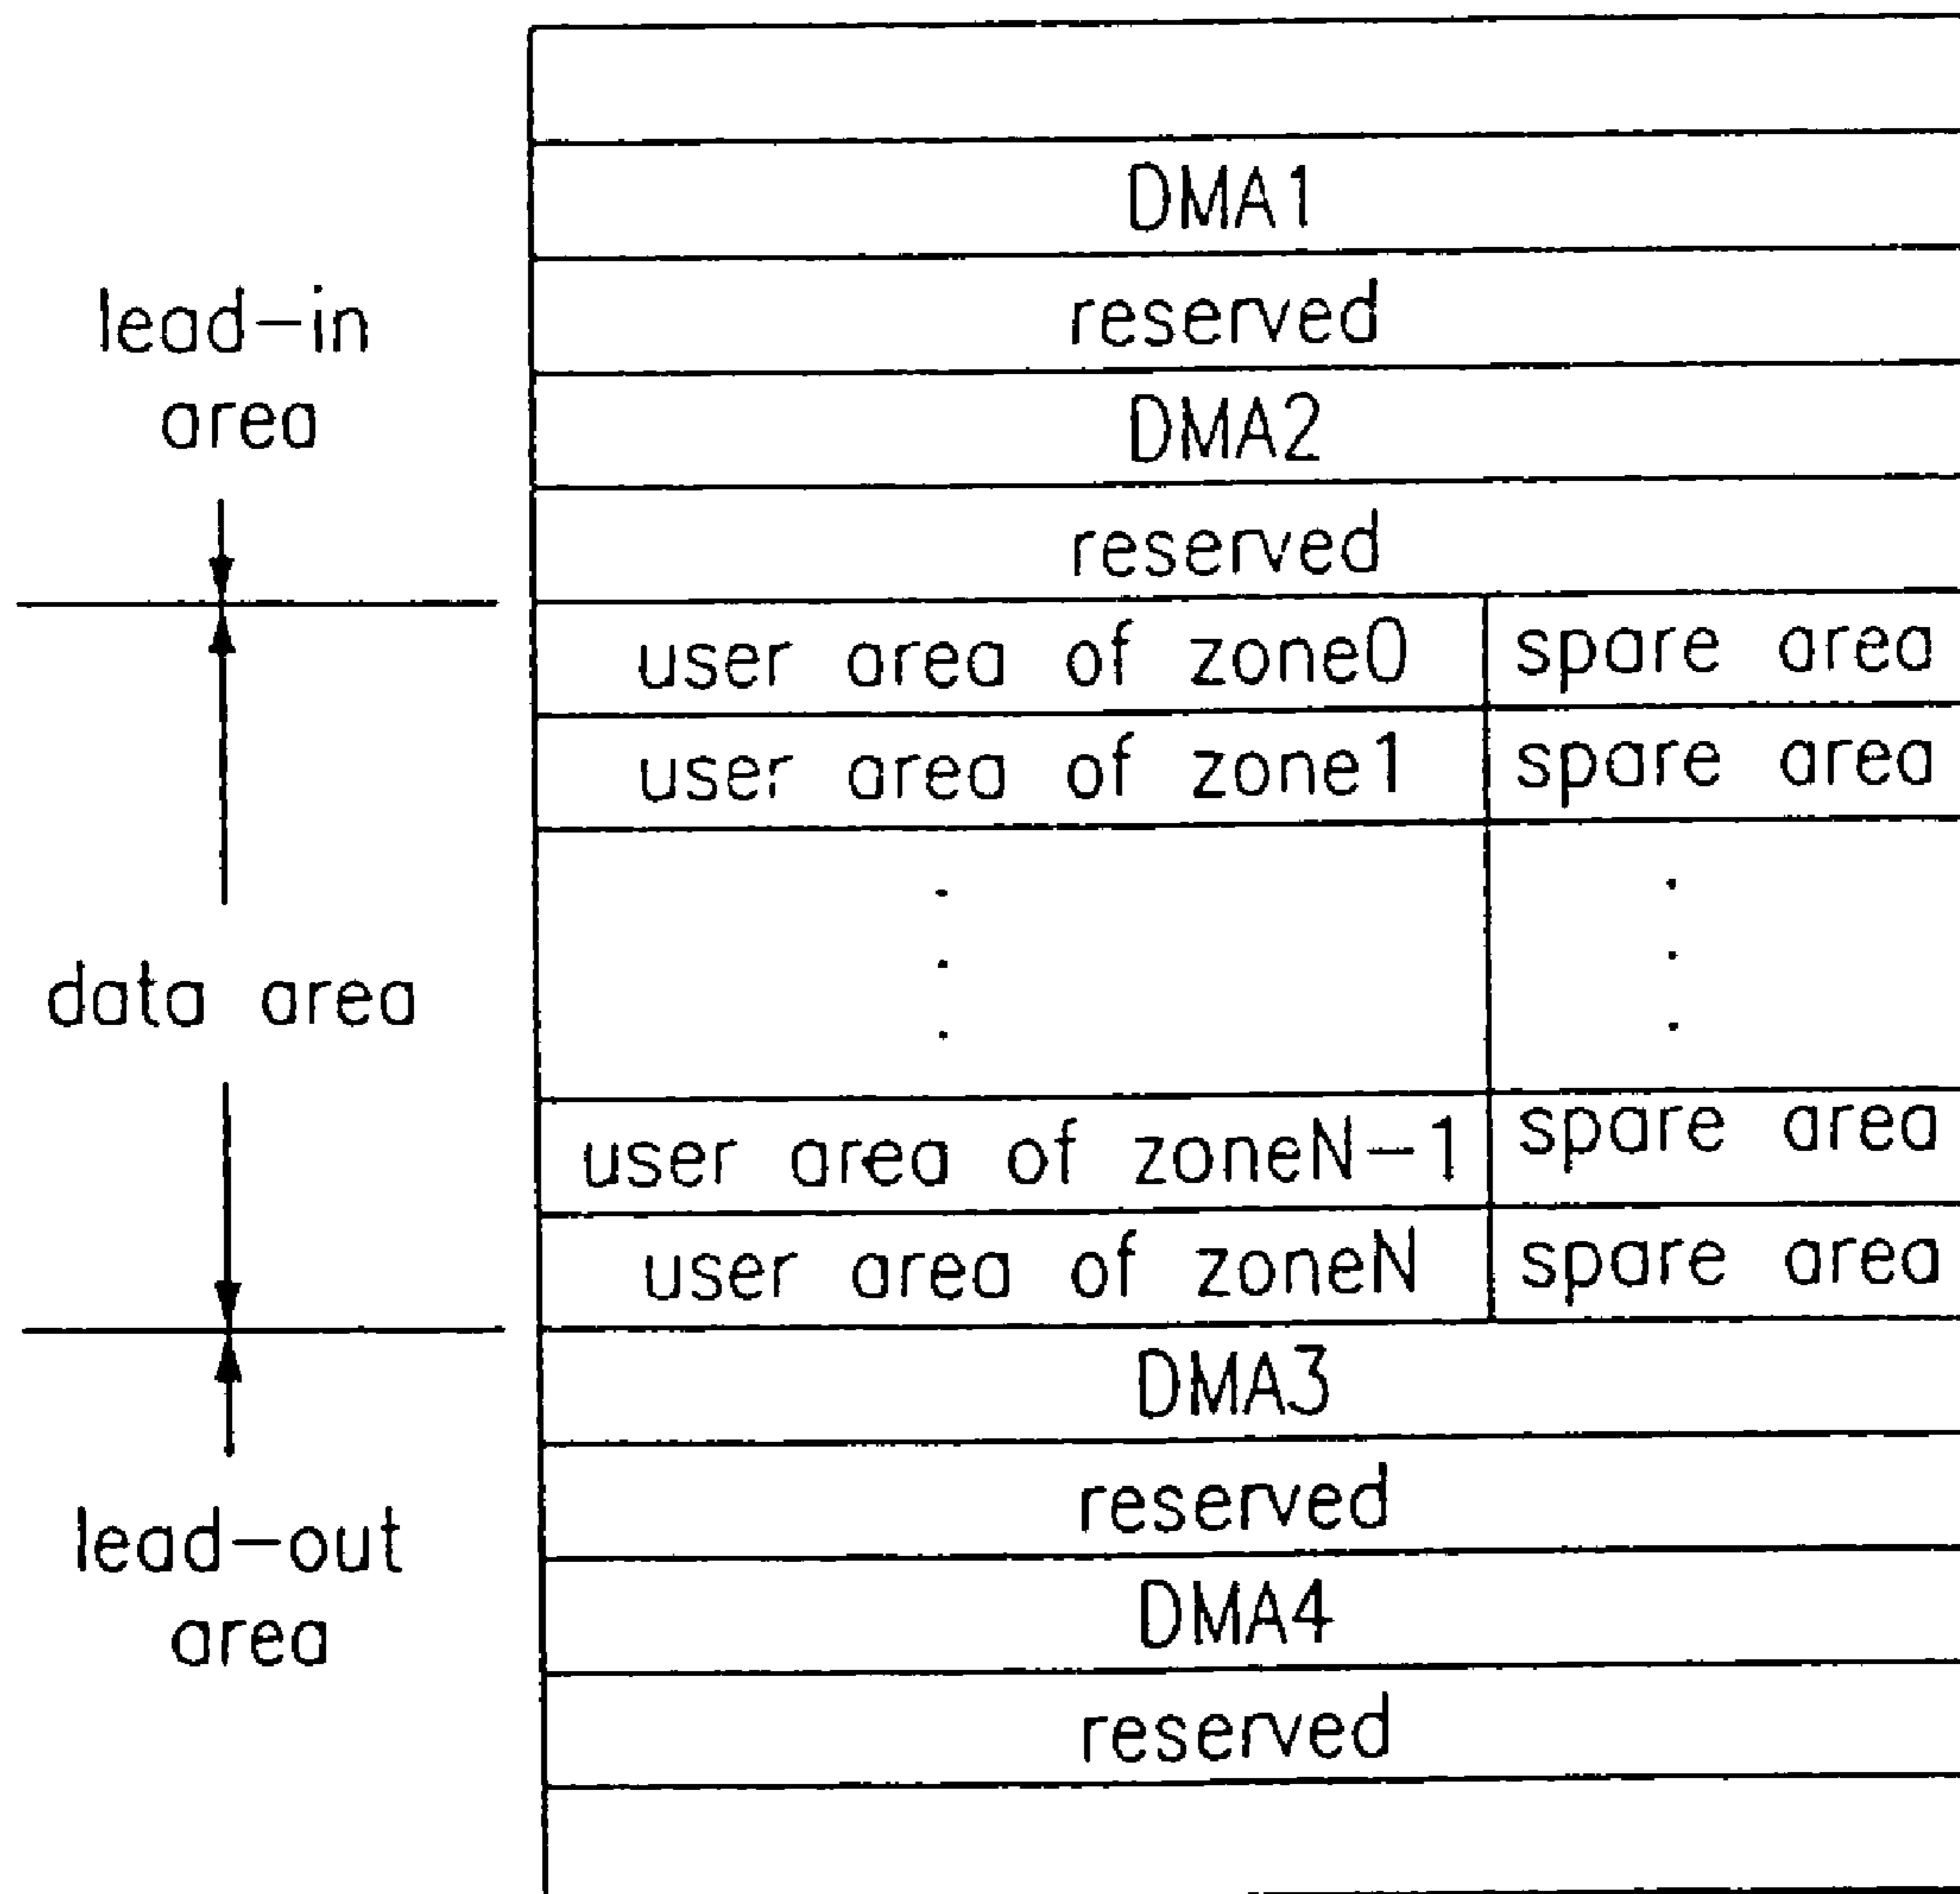 DMA1
reserved
lead-in
area
DMA2
reserved
user area of zone0 spare area
user area of zone1 spare area
data area
user area of zoneN-1 spare area
user area of zoneN spare area
DMA3
reserved
lead-out
area
DMA4
reserved